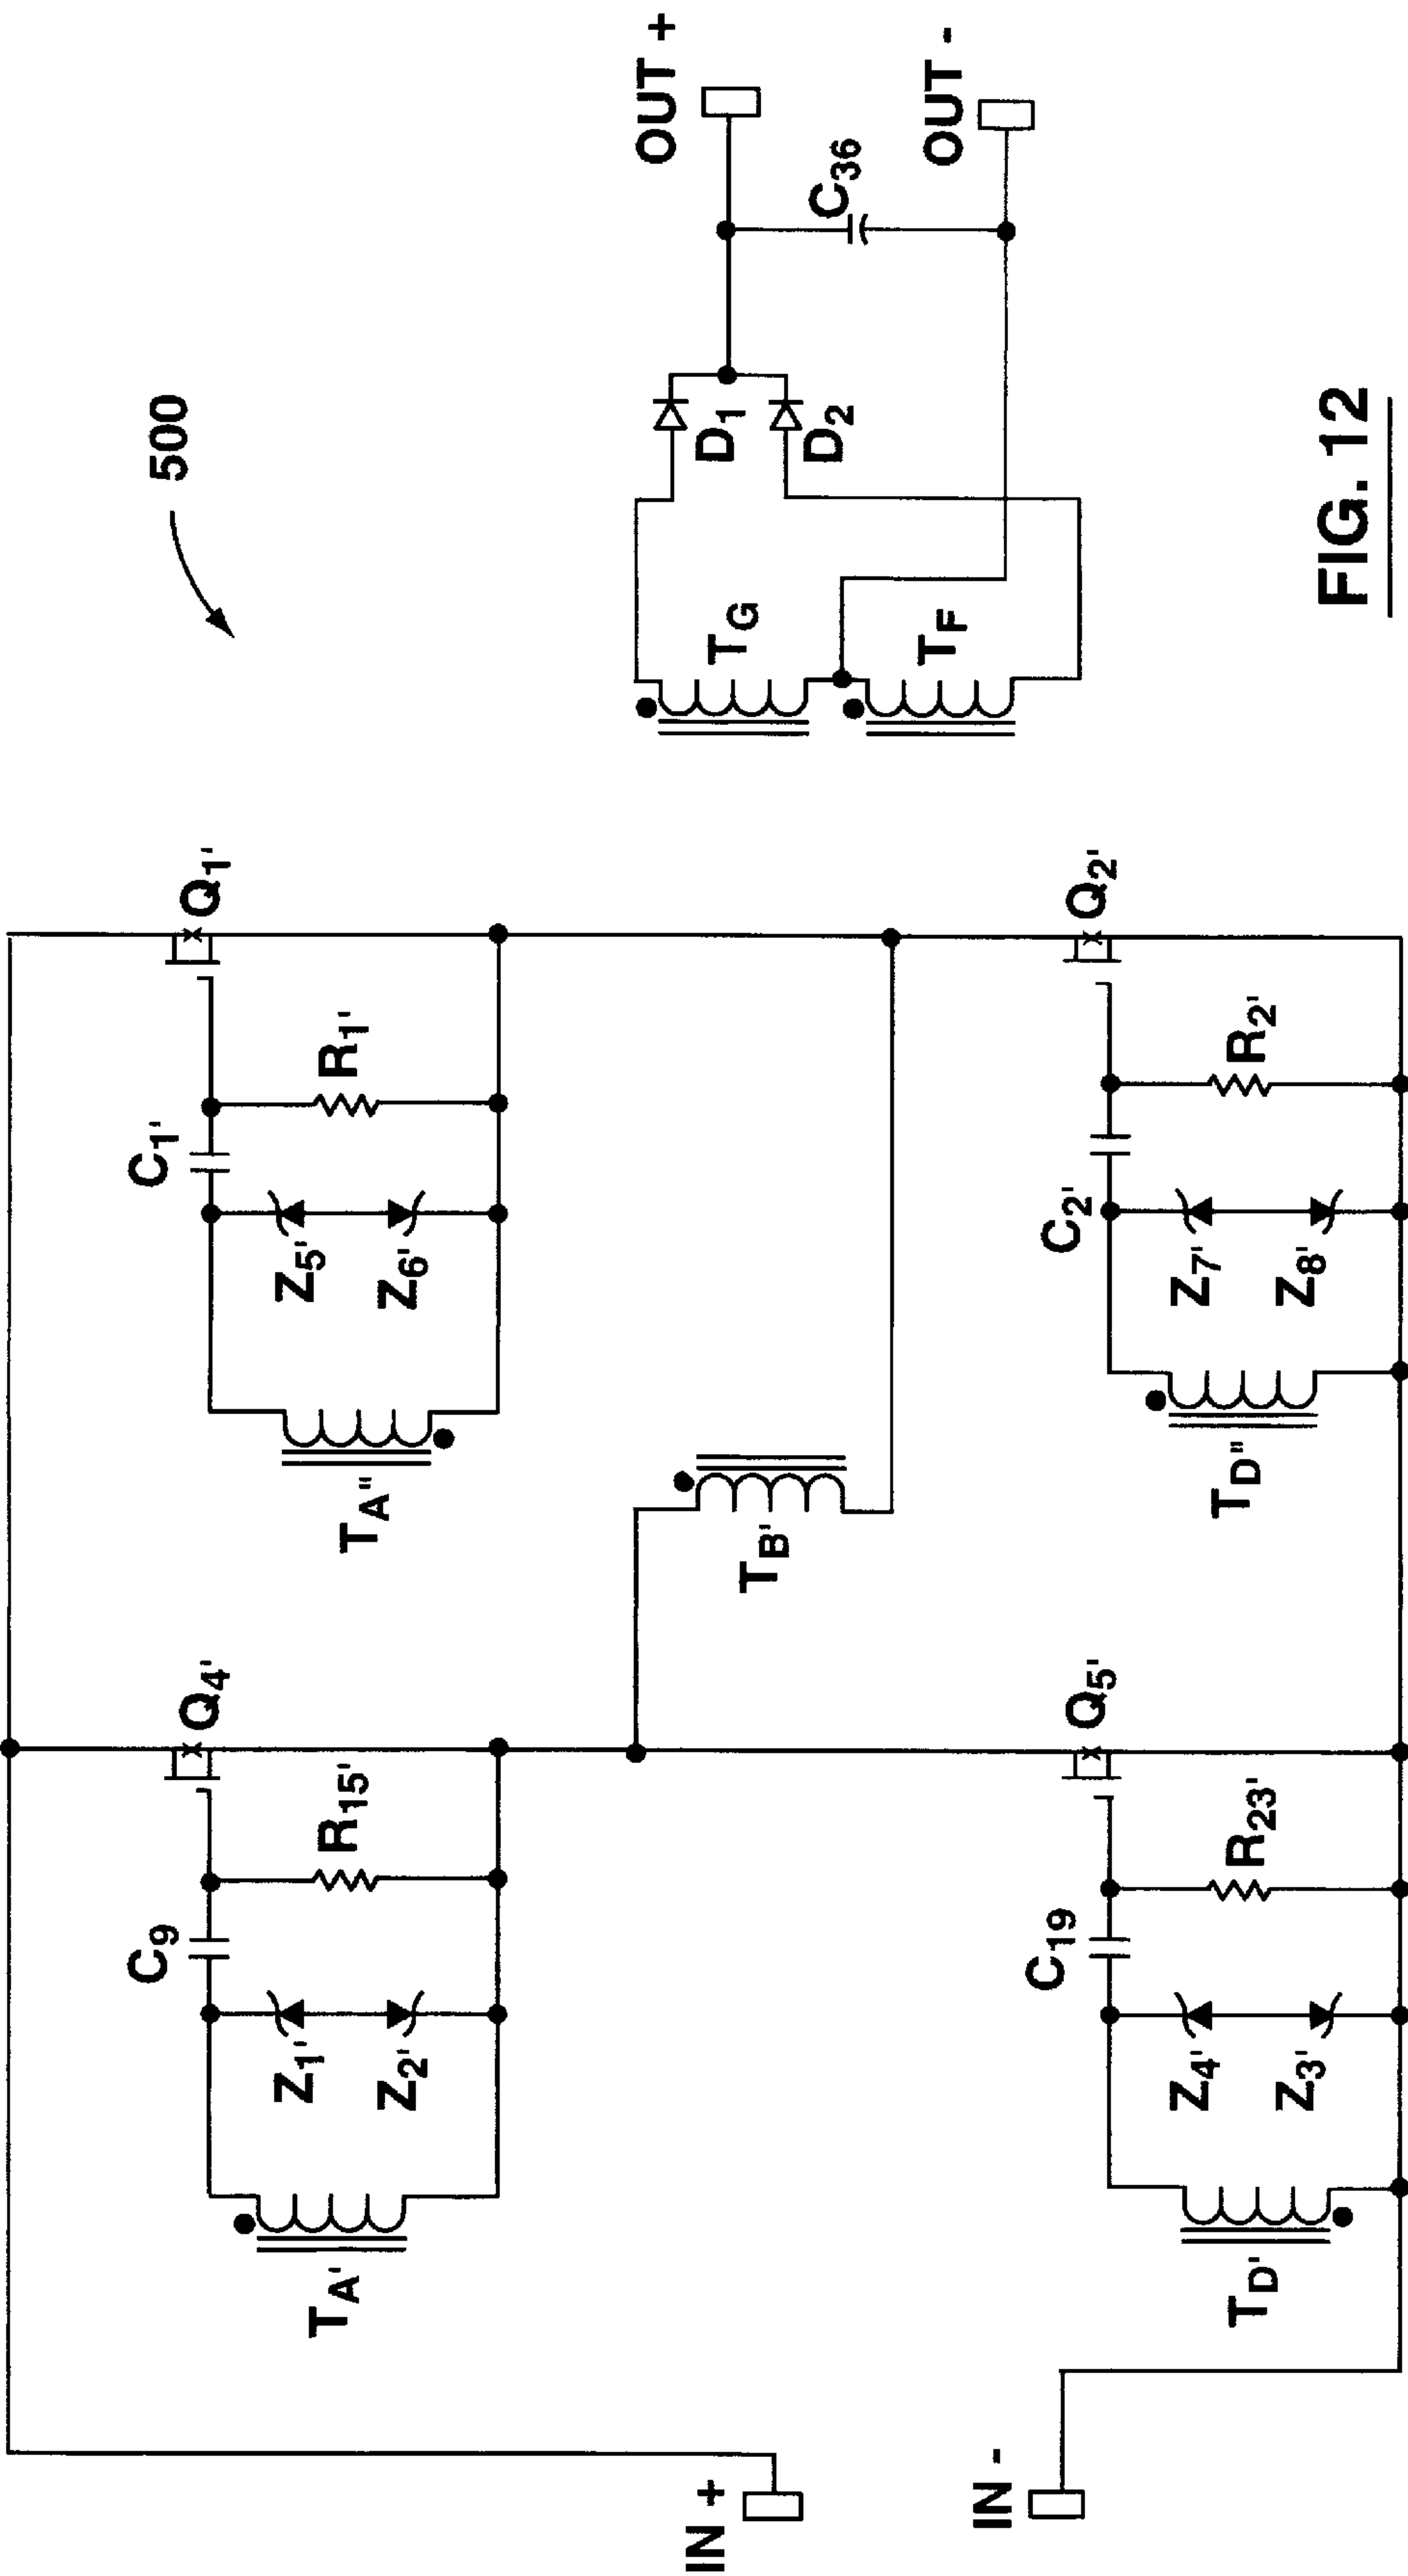 500
Q1'
Q4'
C1'
R1'
C9
R15'
Z5'
Z6'
Z1'
Z2'
TA"
TA'
OUT +
C36
OUT -
D1
D2
TG
TF
TB'
IN +
IN -
Q2'
Q5'
C2'
R2'
C19
R23'
Z7'
Z8'
Z4'
Z3'
TD"
TD'
FIG. 12